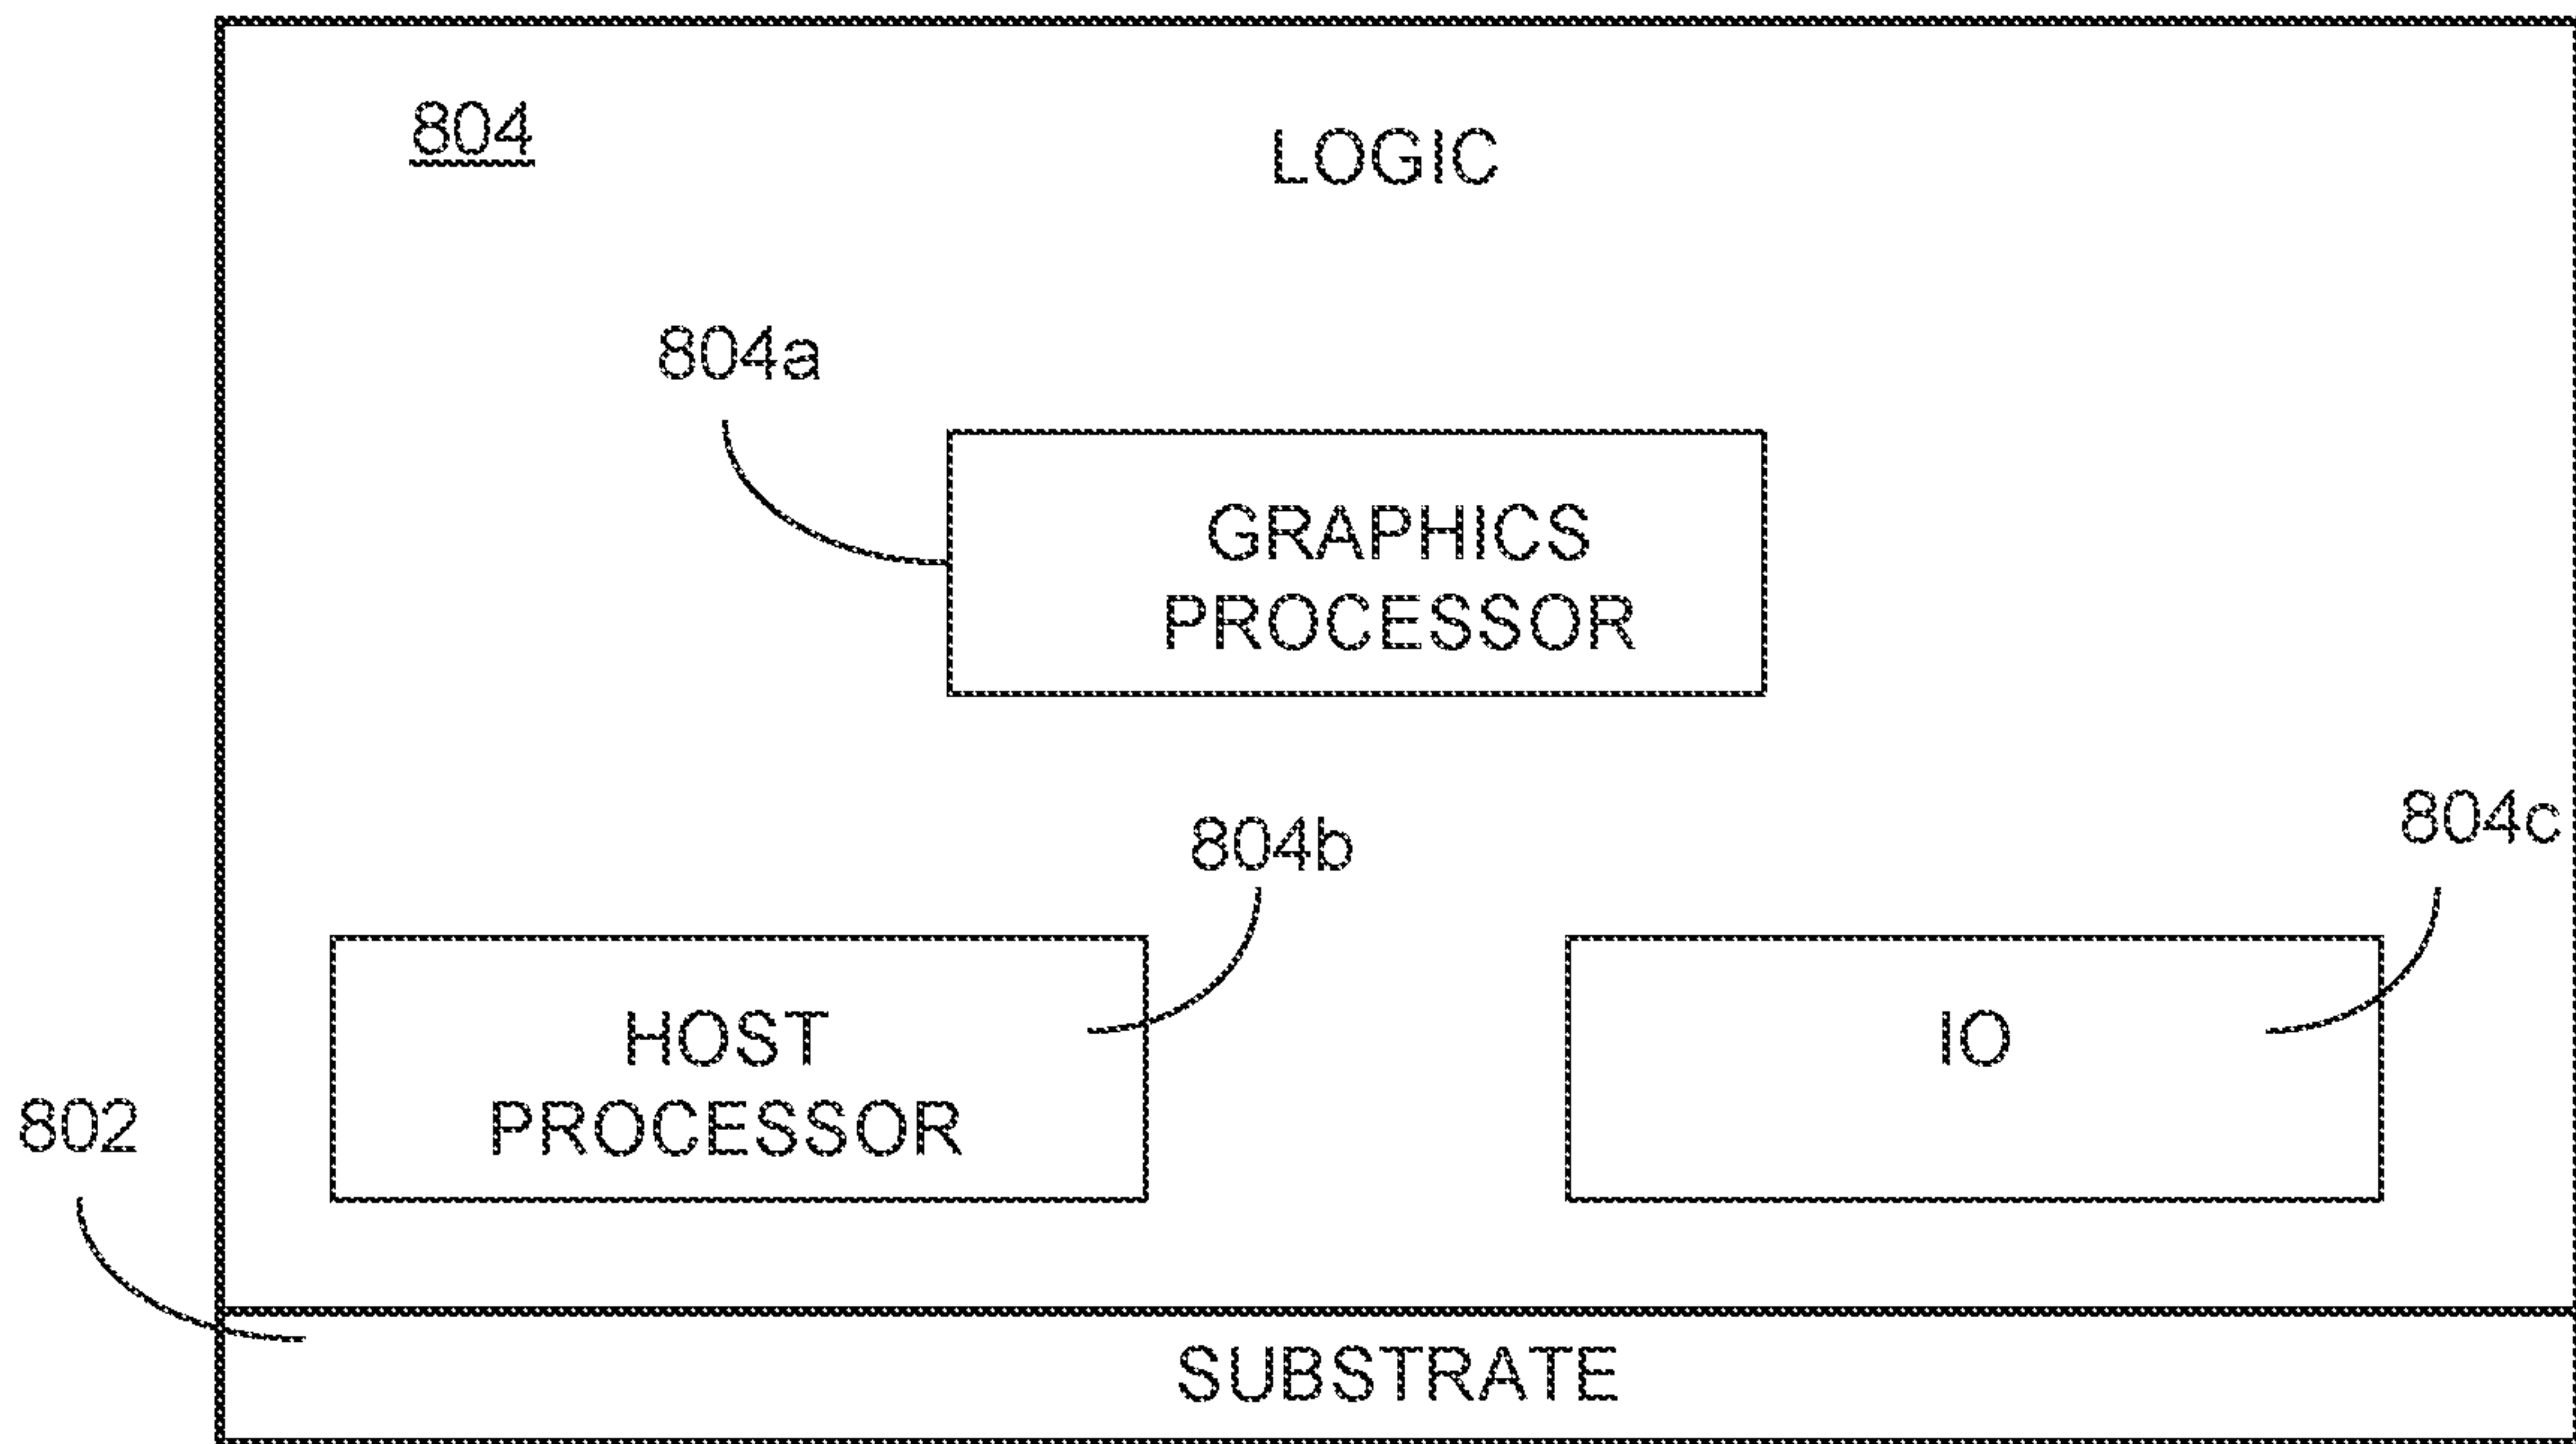 804
LOGIC
804a
GRAPHICS
PROCESSOR
804b
804c
HOST
PROCESSOR
IO
802
SUBSTRATE